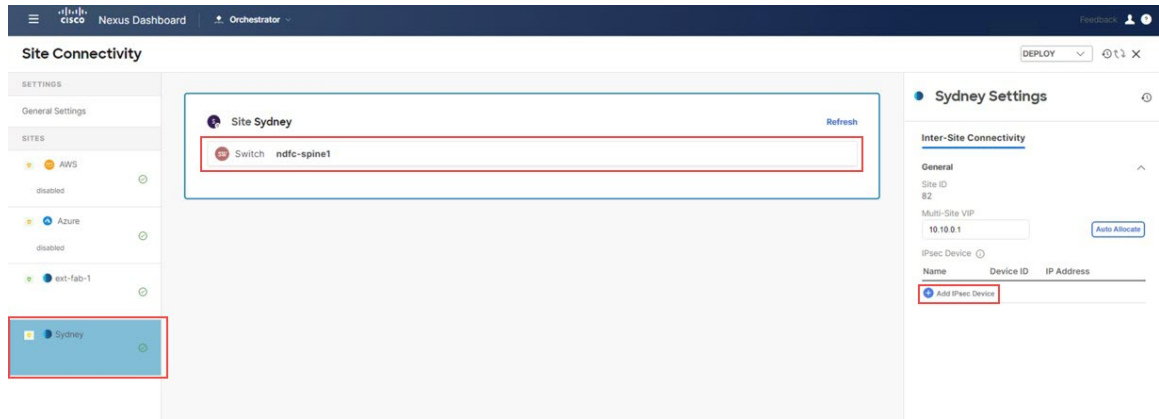 cisco Nexus Dashboard Orchestrator Feedback
Site Connectivity DEPLOY
SETTINGS
General Settings
SITES
AWS
disabled
Azure
disabled
ext-fab-1
Sydney
Site Sydney Refresh
SW Switch ndfc-spine1
Sydney Settings
Inter-Site Connectivity
General
Site ID
82
Multi-Site VIP
10.10.0.1 Auto Allocate
IPsec Device
Name Device ID IP Address
Add IPsec Device